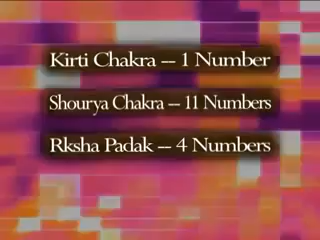 Kirti Chakra -- 1 Number
Shourya Chakra -- 11 Numbers
Rksha Padak -- 4 Numbers